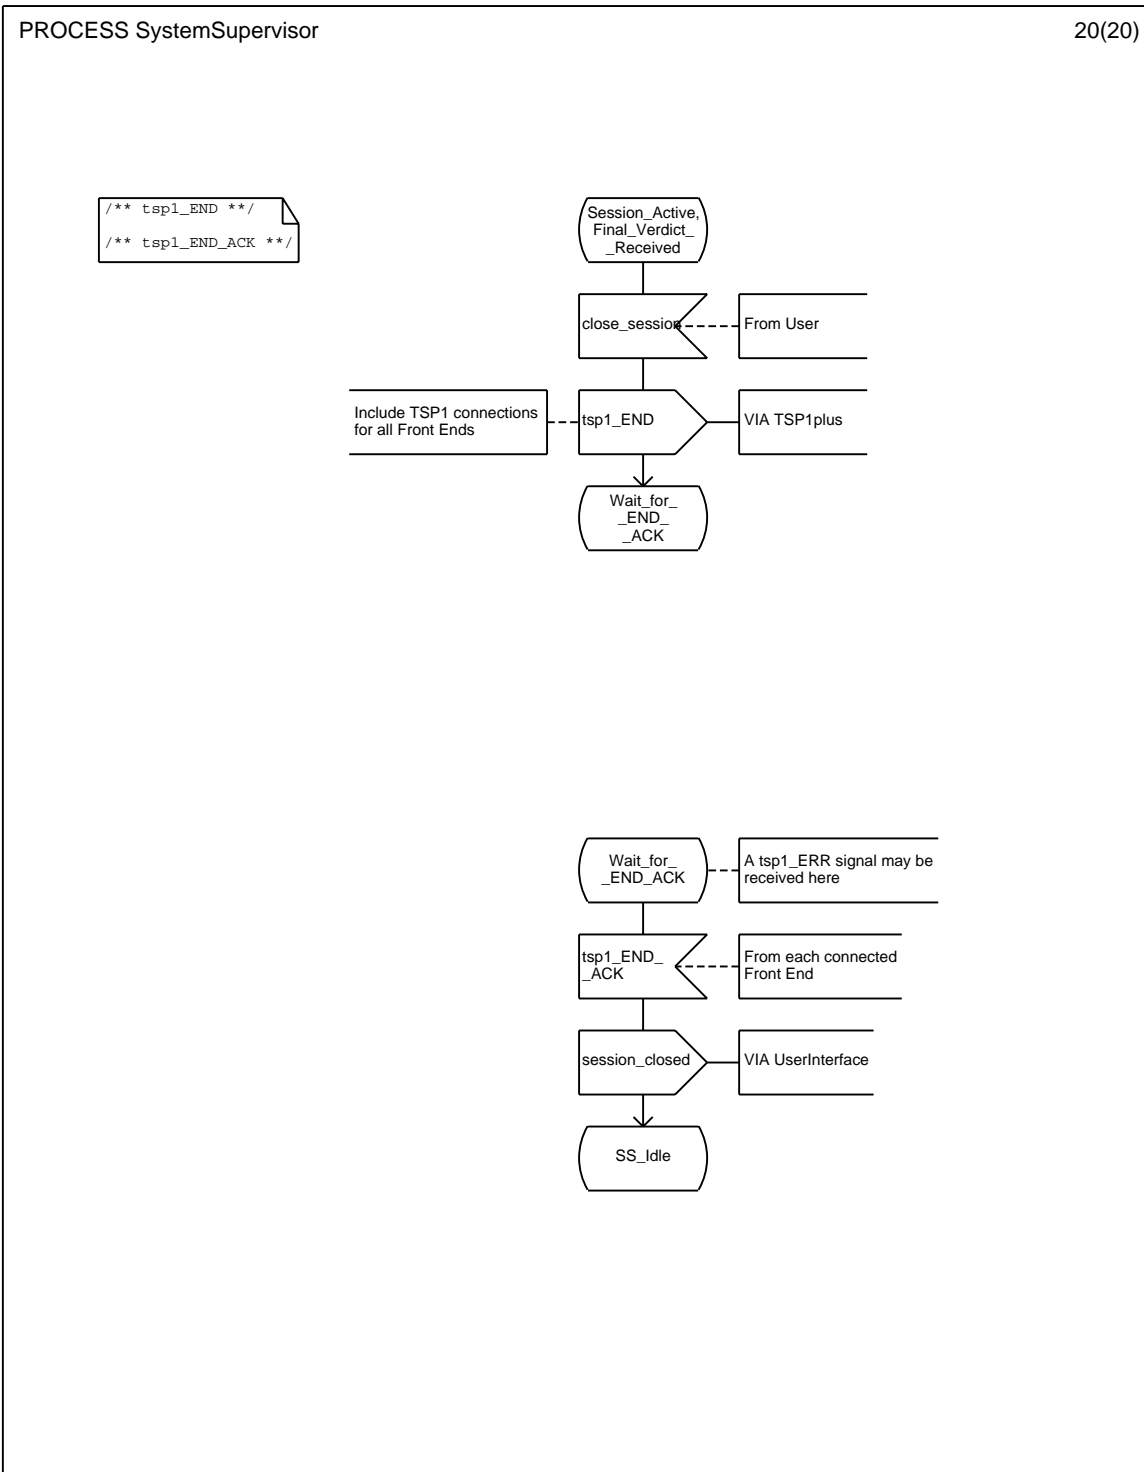 PROCESS SystemSupervisor
20(20)
/** tsp1_END **/
/** tsp1_END_ACK **/
Session_Active,
Final_Verdict_
_Received
close_session
From User
Include TSP1 connections
for all Front Ends
tsp1_END
VIA TSP1plus
Wait_for_
_END_
_ACK
Wait_for_
_END_ACK
A tsp1_ERR signal may be
received here
tsp1_END_
_ACK
From each connected
Front End
session_closed
VIA UserInterface
SS_Idle